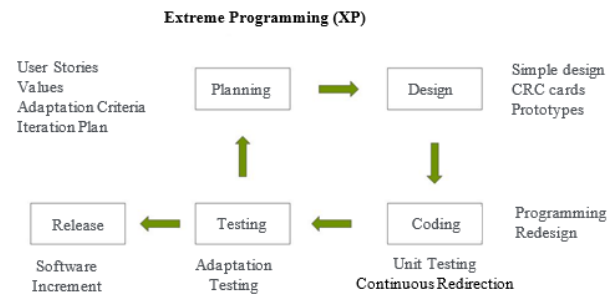 Extreme Programming (XP)
User Stories
Values
Adaptation Criteria
Iteration Plan
Planning
Design
Simple design
CRC cards
Prototypes
Release
Testing
Coding
Programming
Redesign
Software
Increment
Adaptation
Testing
Unit Testing
Continuous Redirection